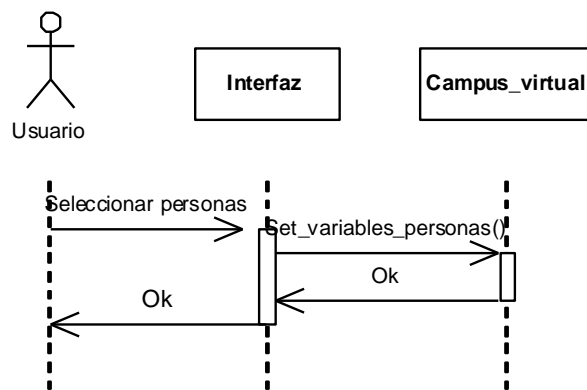 Interfaz
Campus_virtual
Usuario
Seleccionar personas
Set_variables_personas()
Ok
Ok